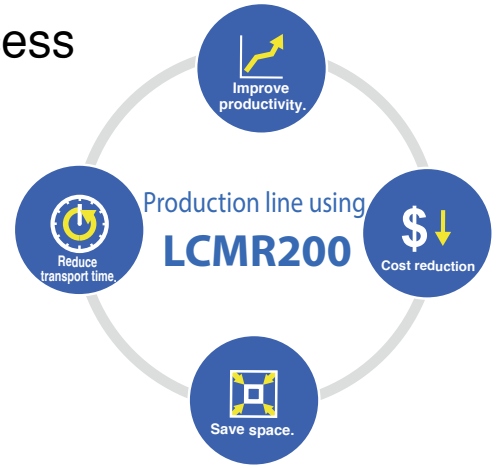 ess
Improve
productivity.
Production line using
LCMR200
Reduce
transport time.
$
Cost reduction
Save space.